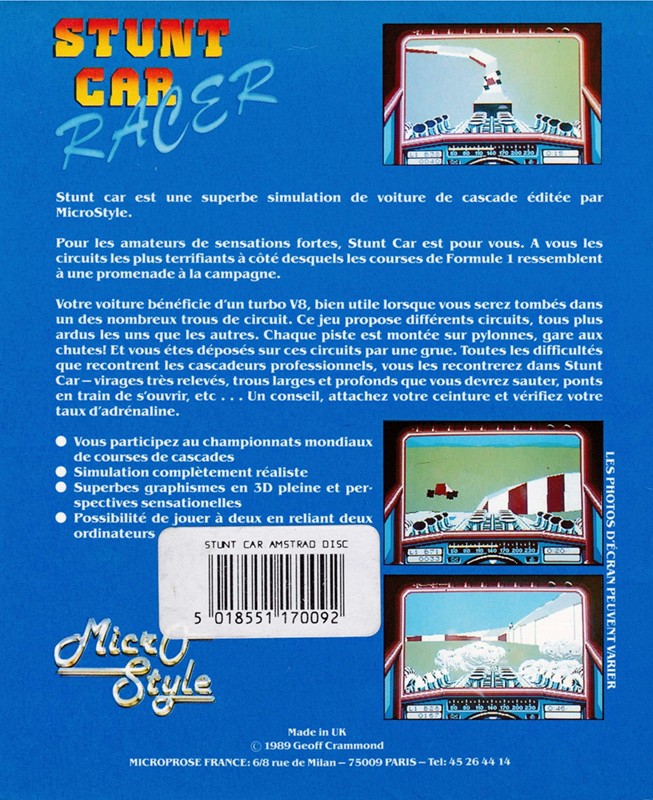 STUNT
CAR
RACER
Stunt car est une superbe simulation de voiture de cascade éditée par
MicroStyle.
Pour les amateurs de sensations fortes, Stunt Car est pour vous. A vous les
circuits les plus terrifiants à côté desquels les courses de Formule 1 ressemblent
à une promenade à la campagne.
Votre voiture bénéficie d'un turbo V8, bien utile lorsque vous serez tombés dans
un des nombreux trous de circuit. Ce jeu propose différents circuits, tous plus
ardus les uns que les autres. Chaque piste est montée sur pylonnes, gare aux
chutes! Et vous étes déposés sur ces circuits par une grue. Toutes les difficultés
que recontrent les cascadeurs professionnels, vous les recontrerez dans Stunt
Car — virages très relevés, trous larges et profonds que vous devrez sauter, ponts
en train de s'ouvrir, etc . . . Un conseil, attachez votre ceinture et vérifiez votre
taux d'adrénaline.
● Vous participez au championnats mondiaux
de courses de cascades
● Simulation complètement réaliste
● Superbes graphismes en 3D pleine et per-
spectives sensationelles
● Possibilité de jouer à deux en reliant deux
ordinateurs
STUNT CAR AMSTRAD DISC
5 018551 170092
LES PHOTOS D'ÉCRAN PEUVENT VARIER
Micro
Style
Made in UK
© 1989 Geoff Crammond
MICROPROSE FRANCE: 6/8 rue de Milan — 75009 PARIS — Tel: 45 26 44 14